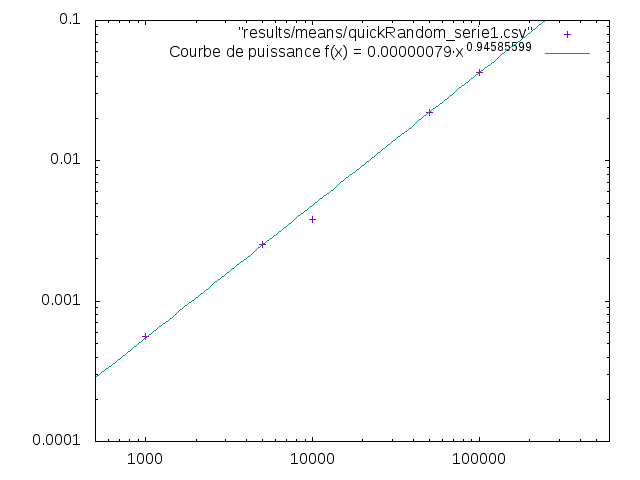 "results/means/quickRandom_serie1.csv"
Courbe de puissance f(x) = 0.00000079·x^0.94585599
0.1
0.01
0.001
0.0001
1000 10000 100000